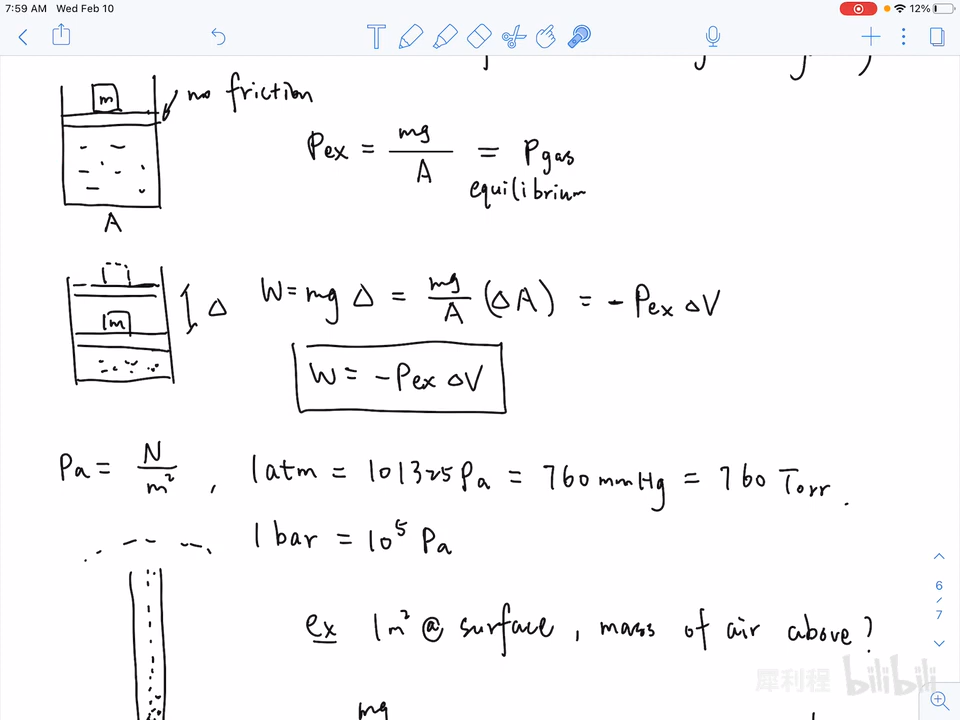 7:59 AM Wed Feb 10
12%
m
no friction
Pex = mg / A = Pgas
equilibrium
A
m
Δ
W = mg Δ = mg / A (ΔA) = - Pex ΔV
W = - Pex ΔV
Pa = N / m², 1 atm = 101325 Pa = 760 mmHg = 760 Torr.
1 bar = 10⁵ Pa
6 / 7
ex 1m² @ surface, mass of air above?
mg
犀利程 bilibili